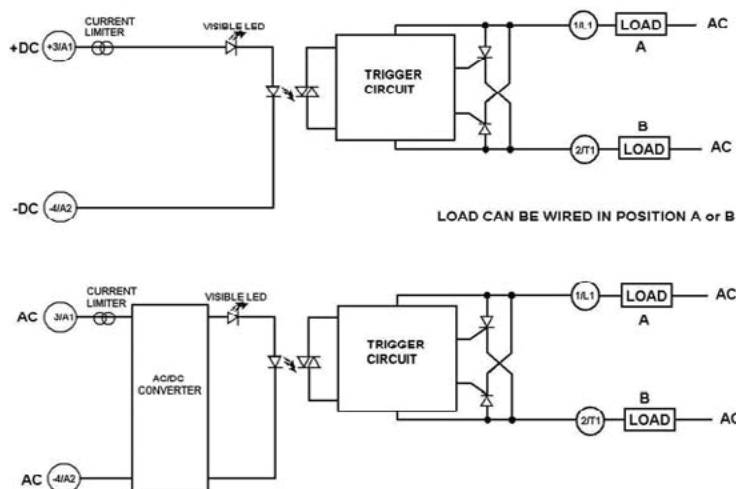 CURRENT
LIMITER
VISIBLE LED
+DC
+3/A1
TRIGGER
CIRCUIT
1/L1
LOAD
AC
A
B
2/T1
LOAD
AC
-DC
-4/A2
LOAD CAN BE WIRED IN POSITION A or B
CURRENT
LIMITER
VISIBLE LED
AC
3/A1
AC/DC
CONVERTER
TRIGGER
CIRCUIT
1/L1
LOAD
AC
A
B
2/T1
LOAD
AC
AC
-4/A2